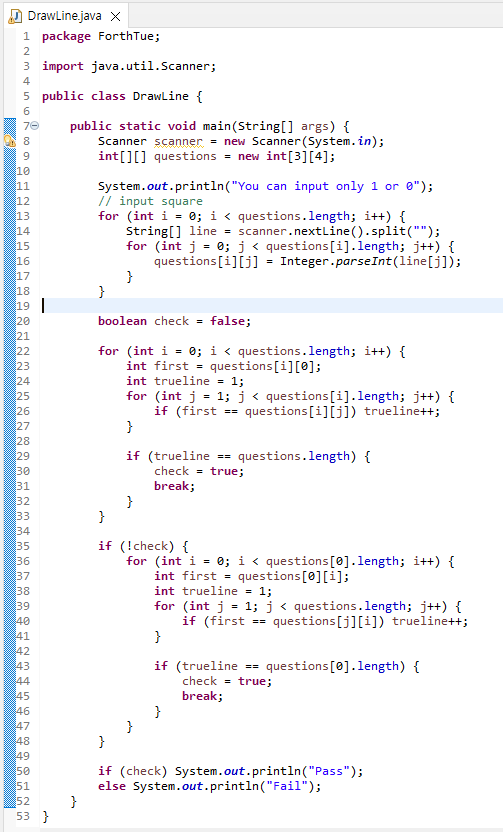 DrawLine.java
1 package ForthTue;
2
3 import java.util.Scanner;
4
5 public class DrawLine {
6
7 public static void main(String[] args) {
8 Scanner scanner = new Scanner(System.in);
9 int[][] questions = new int[3][4];
10
11 System.out.println("You can input only 1 or 0");
12 // input square
13 for (int i = 0; i < questions.length; i++) {
14 String[] line = scanner.nextLine().split("");
15 for (int j = 0; j < questions[i].length; j++) {
16 questions[i][j] = Integer.parseInt(line[j]);
17 }
18 }
19
20 boolean check = false;
21
22 for (int i = 0; i < questions.length; i++) {
23 int first = questions[i][0];
24 int trueline = 1;
25 for (int j = 1; j < questions[i].length; j++) {
26 if (first == questions[i][j]) trueline++;
27 }
28
29 if (trueline == questions.length) {
30 check = true;
31 break;
32 }
33 }
34
35 if (!check) {
36 for (int i = 0; i < questions[0].length; i++) {
37 int first = questions[0][i];
38 int trueline = 1;
39 for (int j = 1; j < questions.length; j++) {
40 if (first == questions[j][i]) trueline++;
41 }
42
43 if (trueline == questions[0].length) {
44 check = true;
45 break;
46 }
47 }
48 }
49
50 if (check) System.out.println("Pass");
51 else System.out.println("Fail");
52 }
53 }